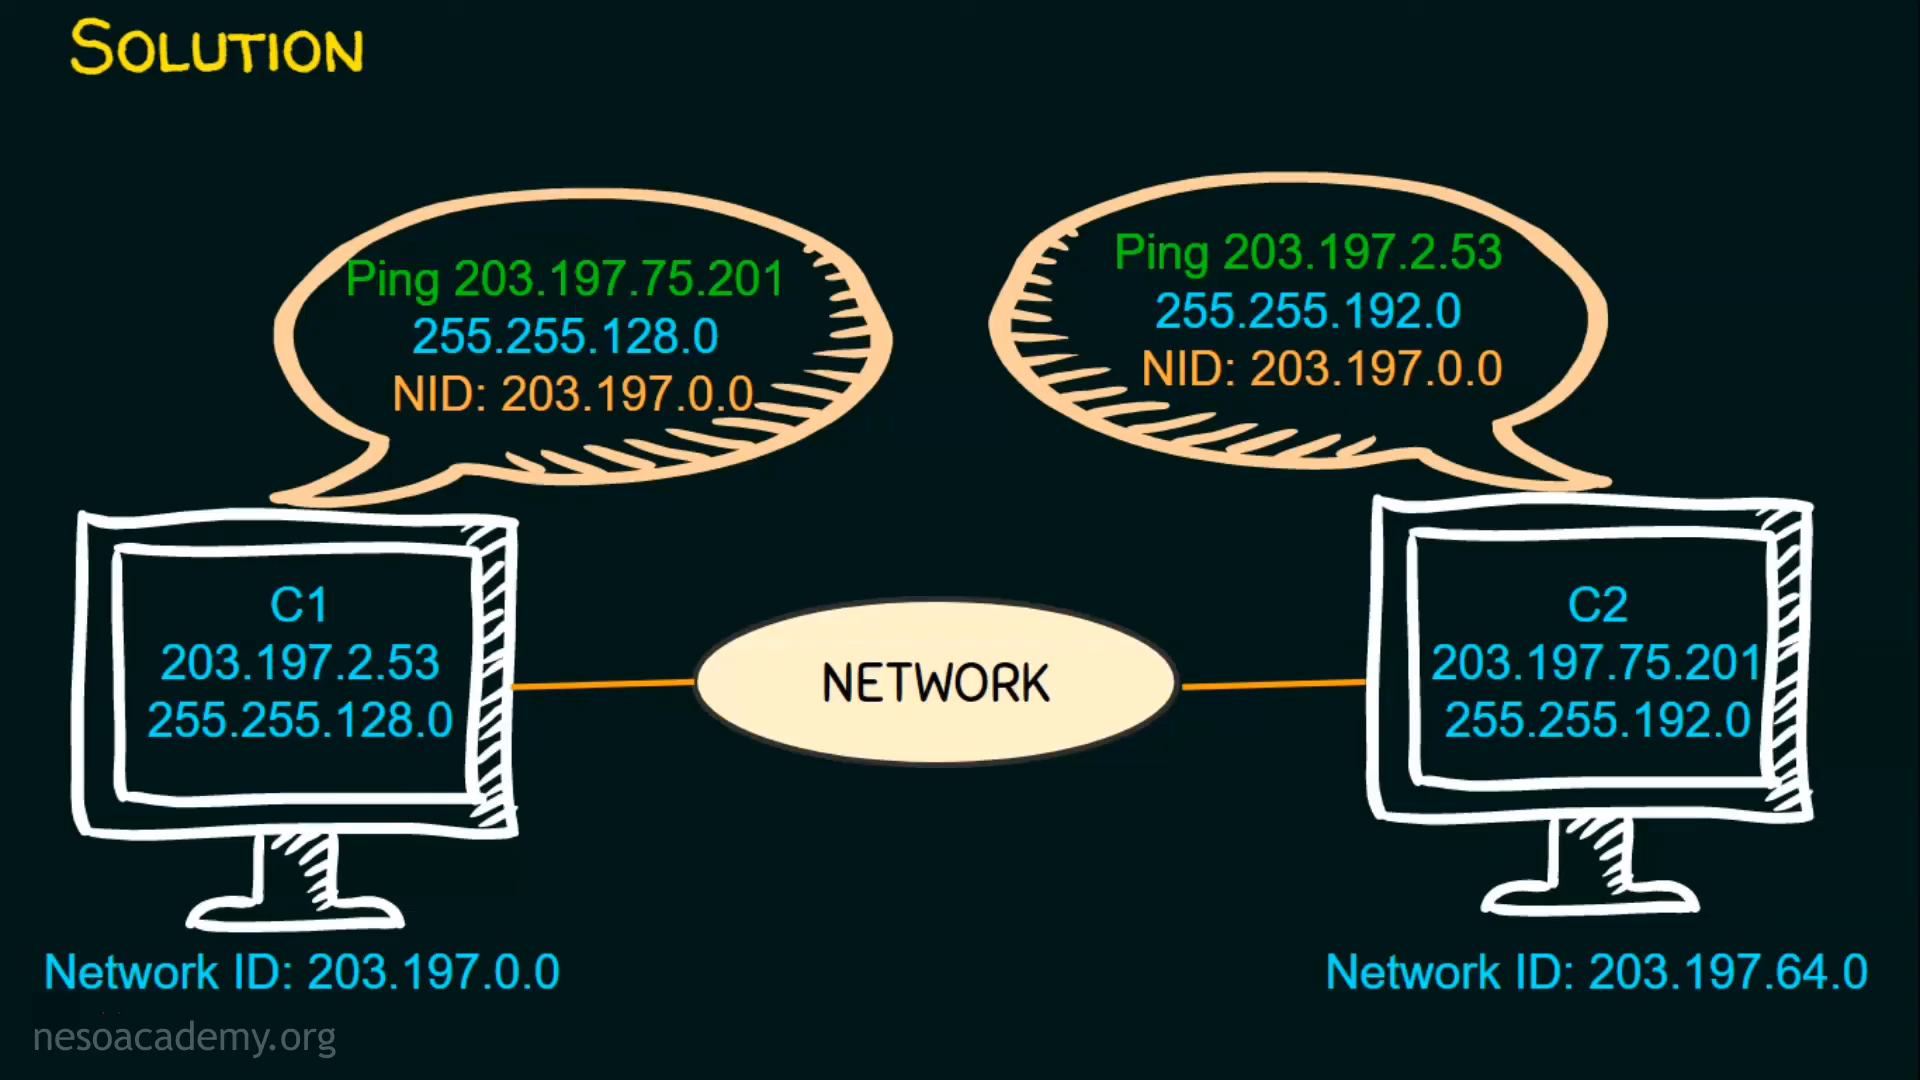 SOLUTION
Ping 203.197.75.201
255.255.128.0
NID: 203.197.0.0
Ping 203.197.2.53
255.255.192.0
NID: 203.197.0.0
C1
203.197.2.53
255.255.128.0
NETWORK
C2
203.197.75.201
255.255.192.0
Network ID: 203.197.0.0
Network ID: 203.197.64.0
nesoacademy.org